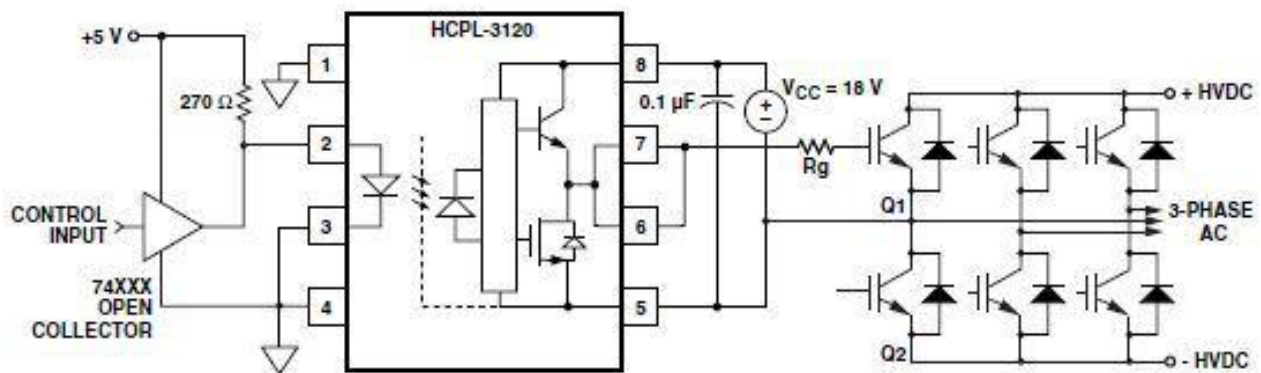 HCPL-3120
+5 V
270 Ω
1
2
3
4
8
7
6
5
0.1 µF
VCC = 18 V
Rg
+ HVDC
Q1
3-PHASE
AC
Q2
- HVDC
CONTROL
INPUT
74XXX
OPEN
COLLECTOR